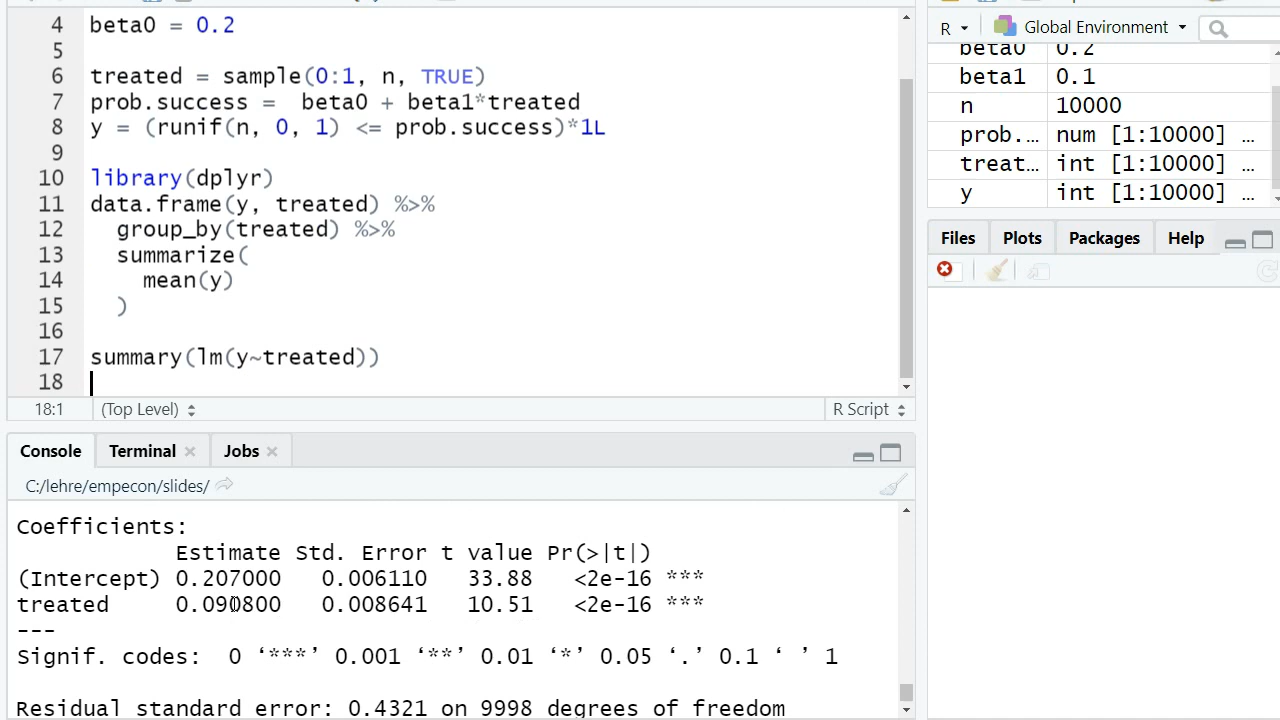 4 beta0 = 0.2
5
6 treated = sample(0:1, n, TRUE)
7 prob.success =  beta0 + beta1*treated
8 y = (runif(n, 0, 1) <= prob.success)*1L
9
10 library(dplyr)
11 data.frame(y, treated) %>%
12   group_by(treated) %>%
13   summarize(
14     mean(y)
15   )
16
17 summary(lm(y~treated))
18
18:1 (Top Level) R Script
Console Terminal Jobs
C:/lehre/empecon/slides/
Coefficients:
            Estimate Std. Error t value Pr(>|t|)
(Intercept) 0.207000   0.006110   33.88   <2e-16 ***
treated     0.090800   0.008641   10.51   <2e-16 ***
---
Signif. codes:  0 ‘***’ 0.001 ‘**’ 0.01 ‘*’ 0.05 ‘.’ 0.1 ‘ ’ 1
Residual standard error: 0.4321 on 9998 degrees of freedom
R Global Environment
beta0 0.2
beta1 0.1
n 10000
prob.… num [1:10000] …
treat… int [1:10000] …
y int [1:10000] …
Files Plots Packages Help